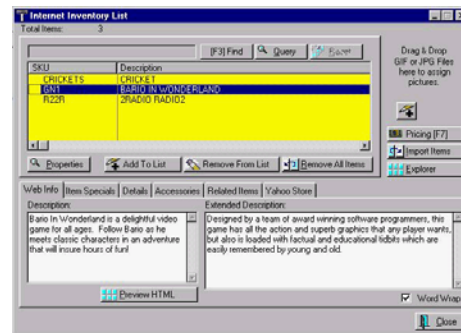 Internet Inventory List
Total Items: 3
[F3] Find Query Reset
Drag & Drop
GIF or JPG Files
here to assign
pictures.
SKU Description
CRICKETS CRICKET
GN1 BARIO IN WONDERLAND
R22R 2RADIO RADIO2
Pricing [F7]
Import Items
Explorer
Properties Add To List Remove From List Remove All Items
Web Info Item Specials Details Accessories Related Items Yahoo Store
Description: Extended Description:
Bario In Wonderland is a delightful video
game for all ages. Follow Bario as he
meets classic characters in an adventure
that will insure hours of fun!
Designed by a team of award winning software programmers, this
game has all the action and superb graphics that any player wants,
but also is loaded with factual and educational tidbits which are
easily remembered by young and old.
Preview HTML
Word Wrap
Close